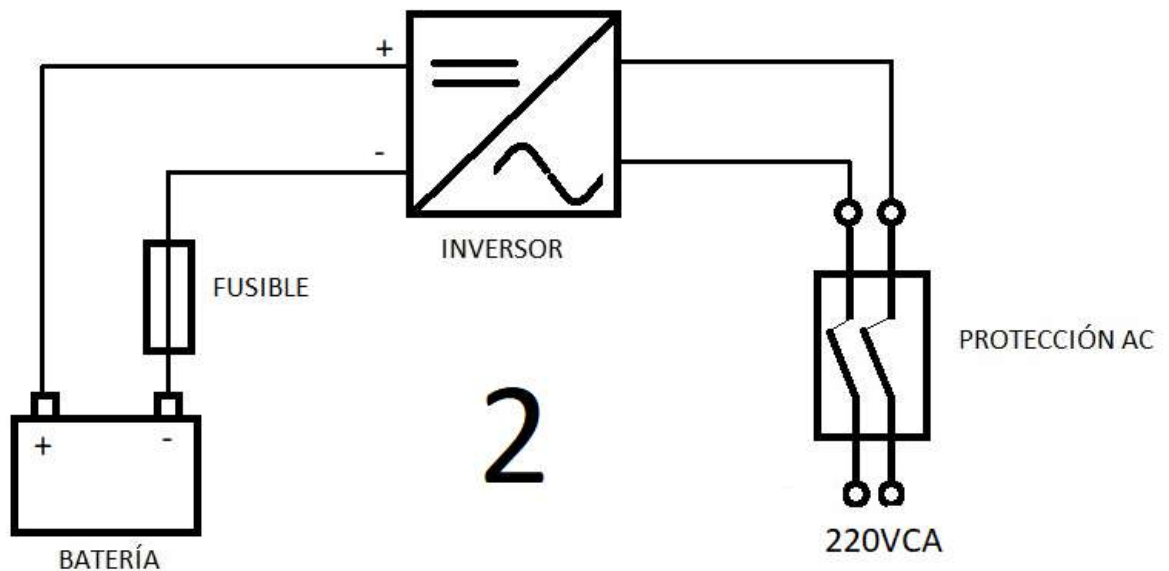 +
-
INVERSOR
FUSIBLE
PROTECCIÓN AC
2
+ -
220VCA
BATERÍA